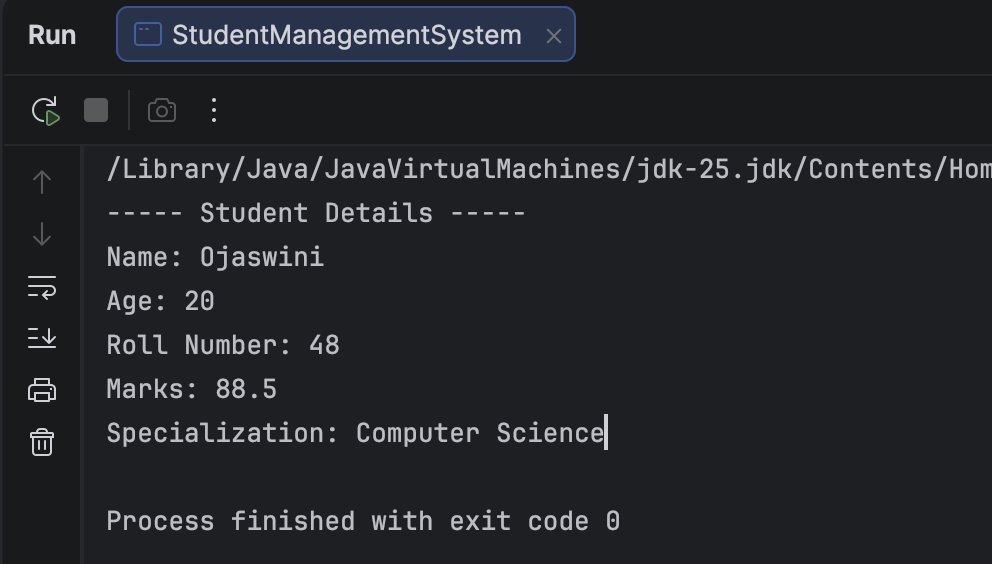 Run StudentManagementSystem
/Library/Java/JavaVirtualMachines/jdk-25.jdk/Contents/Hom
----- Student Details -----
Name: Ojaswini
Age: 20
Roll Number: 48
Marks: 88.5
Specialization: Computer Science
Process finished with exit code 0